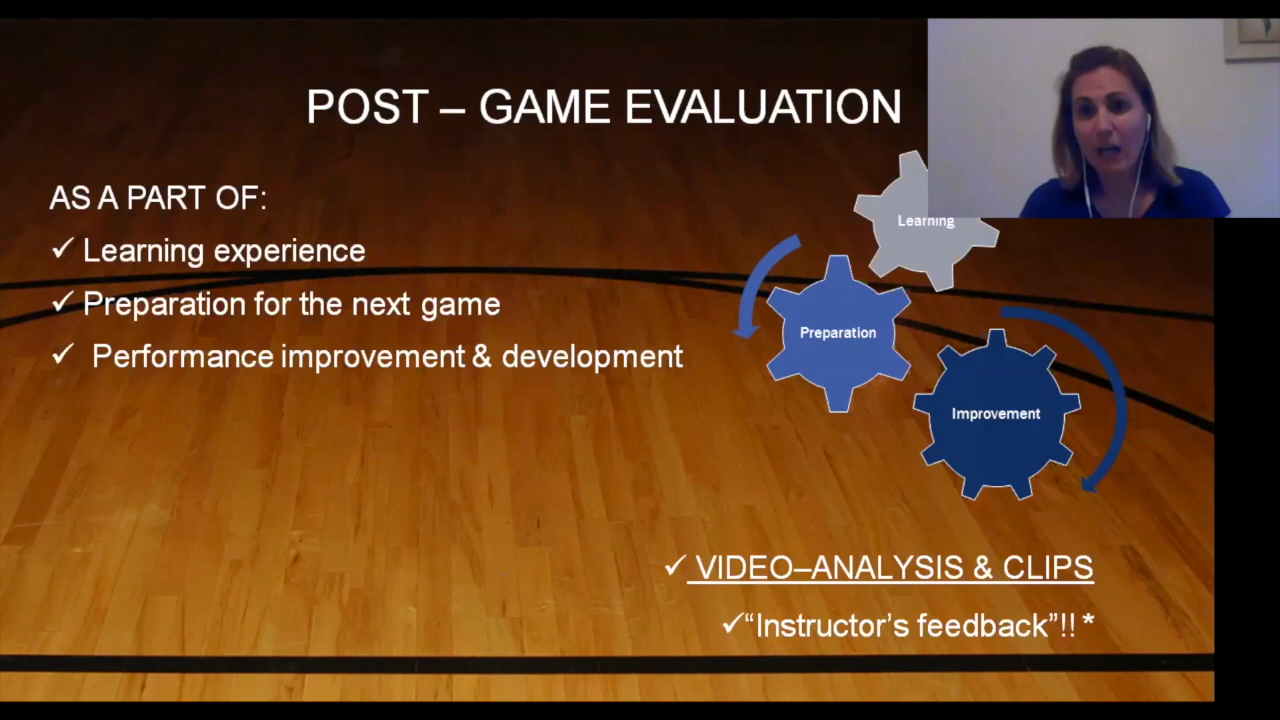 POST – GAME EVALUATION
AS A PART OF:
✓ Learning experience
✓ Preparation for the next game
✓ Performance improvement & development
Learning
Preparation
Improvement
✓ VIDEO–ANALYSIS & CLIPS
✓“Instructor’s feedback”!! *